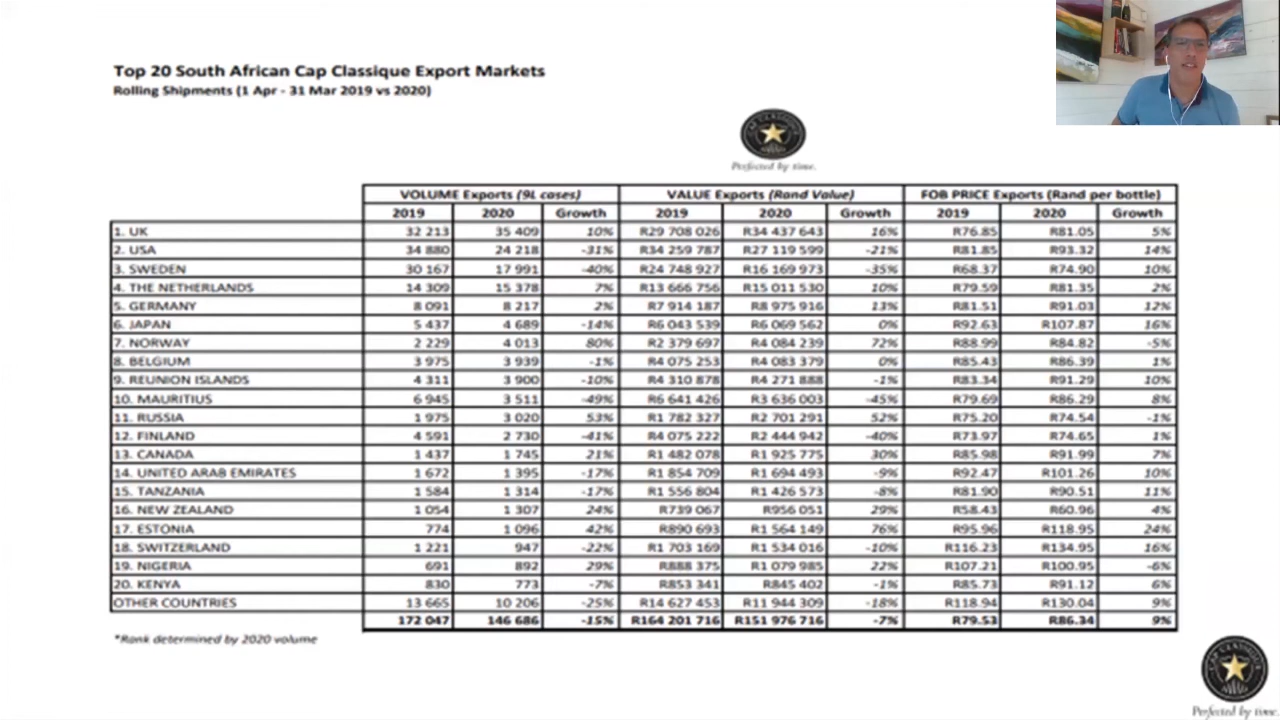 Top 20 South African Cap Classique Export Markets
Rolling Shipments (1 Apr - 31 Mar 2019 vs 2020)
CAP CLASSIQUE
Perfected by time.
VOLUME Exports (9L cases) VALUE Exports (Rand Value) FOB PRICE Exports (Rand per bottle)
2019 2020 Growth 2019 2020 Growth 2019 2020 Growth
1. UK 32 213 35 409 10% R29 708 026 R34 437 643 16% R76.85 R81.05 5%
2. USA 34 880 24 218 -31% R34 259 787 R27 119 599 -21% R81.85 R93.32 14%
3. SWEDEN 30 167 17 991 -40% R24 748 927 R16 169 973 -35% R68.37 R74.90 10%
4. THE NETHERLANDS 14 309 15 378 7% R13 666 756 R15 011 530 10% R79.59 R81.35 2%
5. GERMANY 8 091 8 217 2% R7 914 187 R8 975 916 13% R81.51 R91.03 12%
6. JAPAN 5 437 4 689 -14% R6 043 539 R6 069 562 0% R92.63 R107.87 16%
7. NORWAY 2 229 4 013 80% R2 379 697 R4 084 239 72% R88.99 R84.82 -5%
8. BELGIUM 3 975 3 939 -1% R4 075 253 R4 083 379 0% R85.43 R86.39 1%
9. REUNION ISLANDS 4 311 3 900 -10% R4 310 878 R4 271 888 -1% R83.34 R91.29 10%
10. MAURITIUS 6 945 3 511 -49% R6 641 426 R3 636 003 -45% R79.69 R86.29 8%
11. RUSSIA 1 975 3 020 53% R1 782 327 R2 701 291 52% R75.20 R74.54 -1%
12. FINLAND 4 591 2 730 -41% R4 075 222 R2 444 942 -40% R73.97 R74.65 1%
13. CANADA 1 437 1 745 21% R1 482 078 R1 925 775 30% R85.98 R91.99 7%
14. UNITED ARAB EMIRATES 1 672 1 395 -17% R1 854 709 R1 694 493 -9% R92.47 R101.26 10%
15. TANZANIA 1 584 1 314 -17% R1 556 804 R1 426 573 -8% R81.90 R90.51 11%
16. NEW ZEALAND 1 054 1 307 24% R739 067 R956 051 29% R58.43 R60.96 4%
17. ESTONIA 774 1 096 42% R890 693 R1 564 149 76% R95.96 R118.95 24%
18. SWITZERLAND 1 221 947 -22% R1 703 169 R1 534 016 -10% R116.23 R134.95 16%
19. NIGERIA 691 892 29% R888 375 R1 079 985 22% R107.21 R100.95 -6%
20. KENYA 830 773 -7% R853 341 R845 402 -1% R85.73 R91.12 6%
OTHER COUNTRIES 13 665 10 206 -25% R14 627 453 R11 944 309 -18% R118.94 R130.04 9%
172 047 146 686 -15% R164 201 716 R151 976 716 -7% R79.53 R86.34 9%
*Rank determined by 2020 volume
CAP CLASSIQUE
Perfected by time.